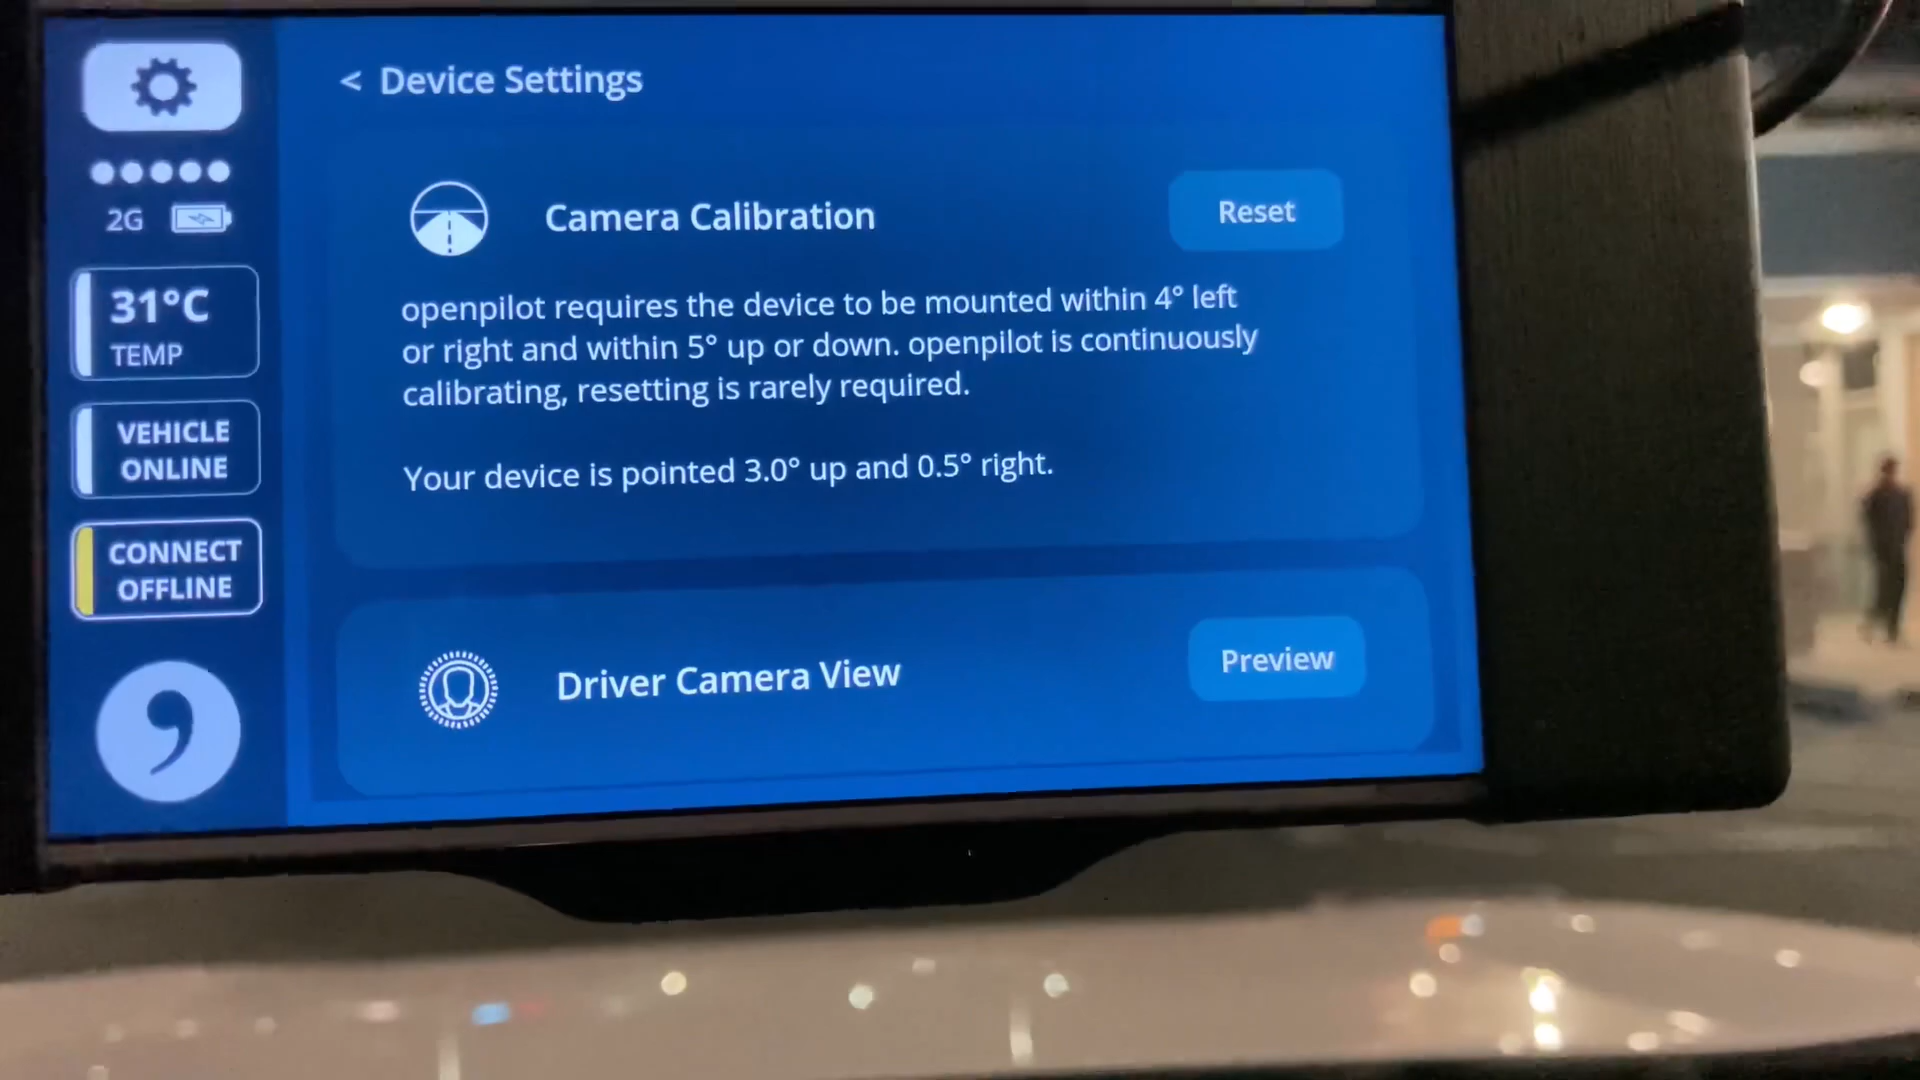 < Device Settings
2G
31°C
TEMP
VEHICLE
ONLINE
CONNECT
OFFLINE
Camera Calibration
Reset
openpilot requires the device to be mounted within 4° left
or right and within 5° up or down. openpilot is continuously
calibrating, resetting is rarely required.
Your device is pointed 3.0° up and 0.5° right.
Driver Camera View
Preview